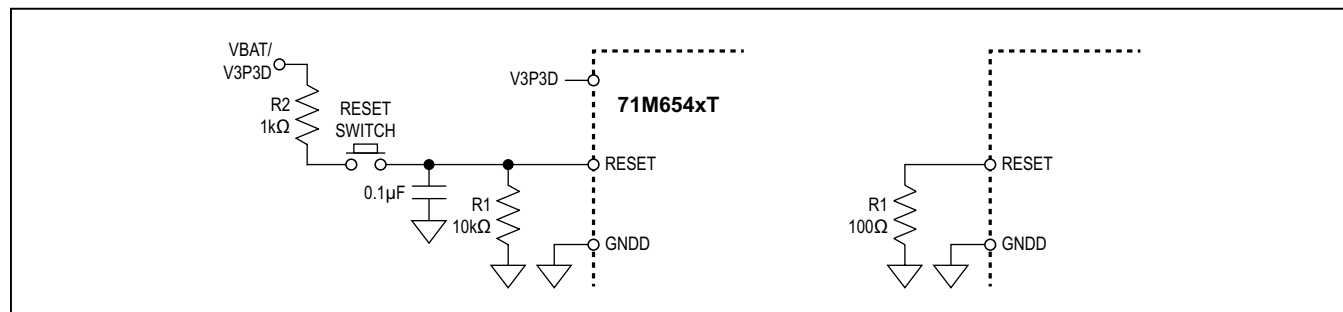 VBAT/
V3P3D
R2
1kΩ
RESET
SWITCH
0.1µF
R1
10kΩ
V3P3D
71M654xT
RESET
GNDD
R1
100Ω
RESET
GNDD